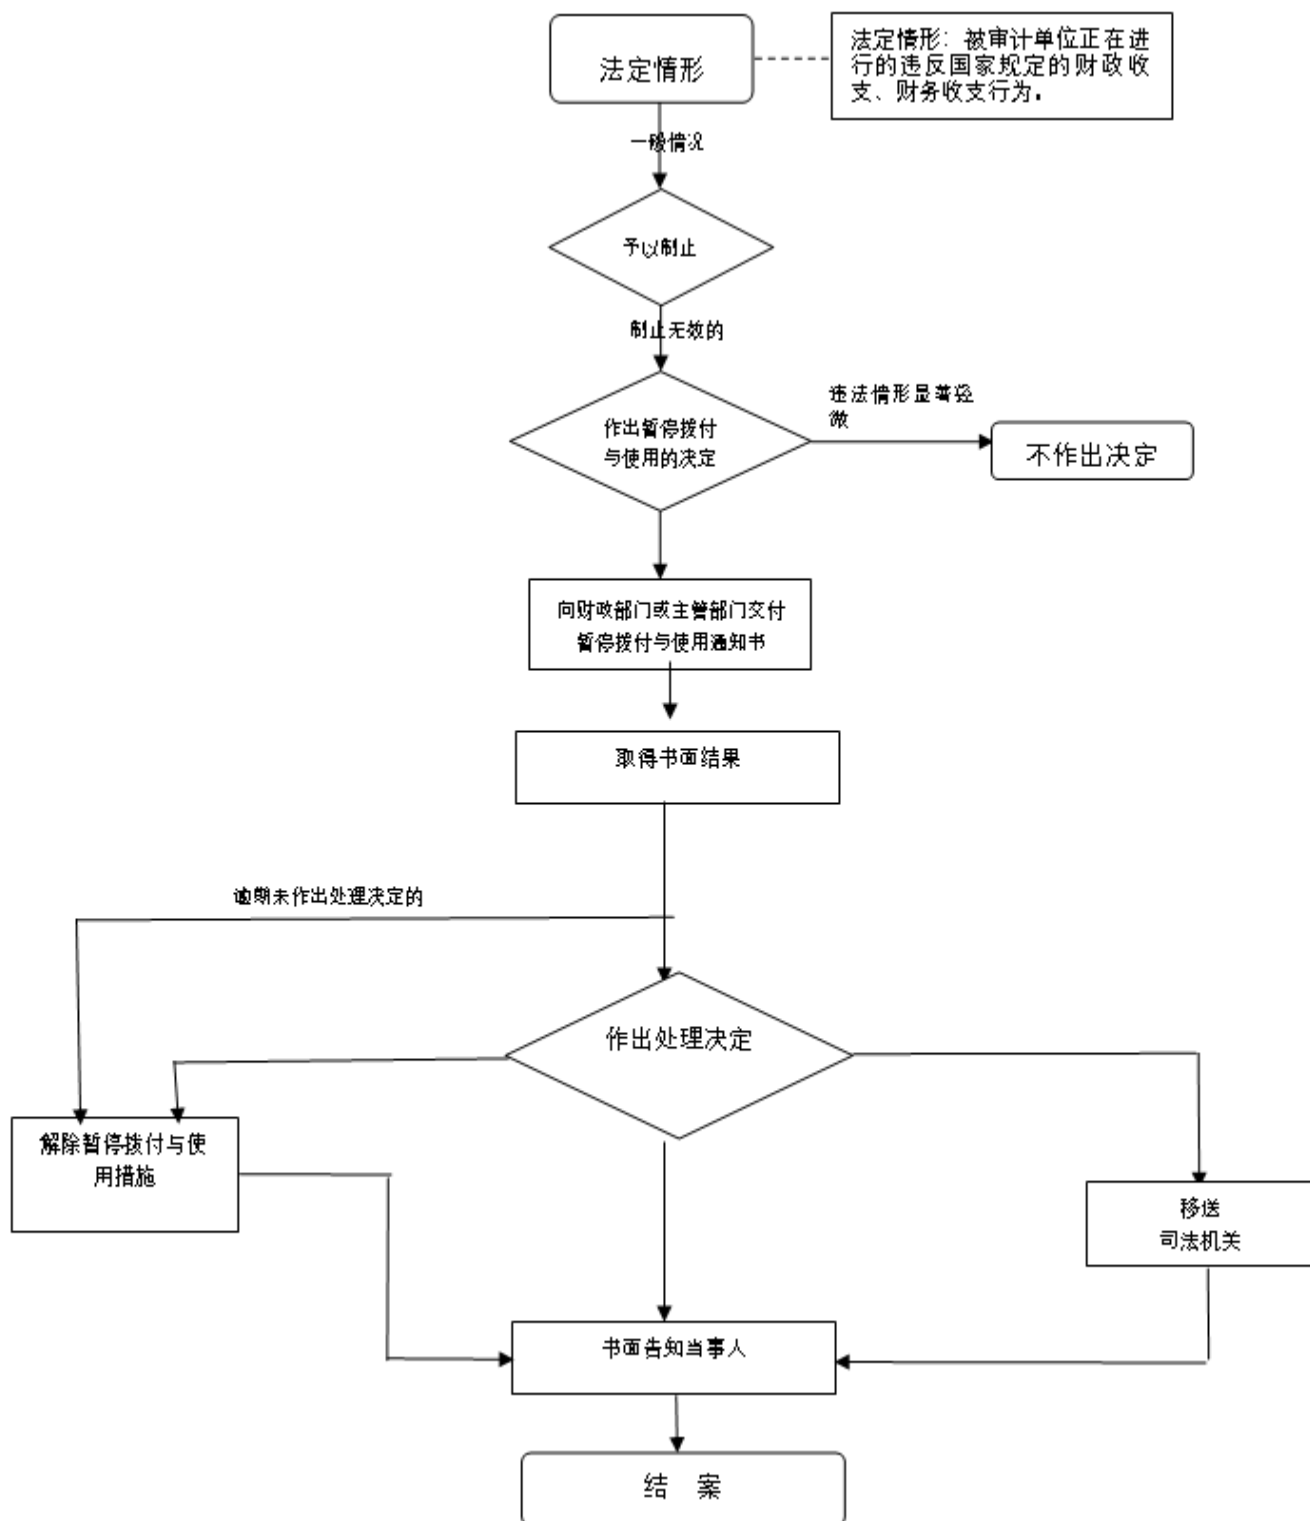 法定情形
法定情形：被审计单位正在进
行的违反国家规定的财政收
支、财务收支行为。
一般情况
予以制止
制止无效的
作出暂停拨付
与使用的决定
违法情形显著轻
微
不作出决定
向财政部门或主管部门交付
暂停拨付与使用通知书
取得书面结果
逾期未作出处理决定的
作出处理决定
解除暂停拨付与使
用措施
移送
司法机关
书面告知当事人
结 案